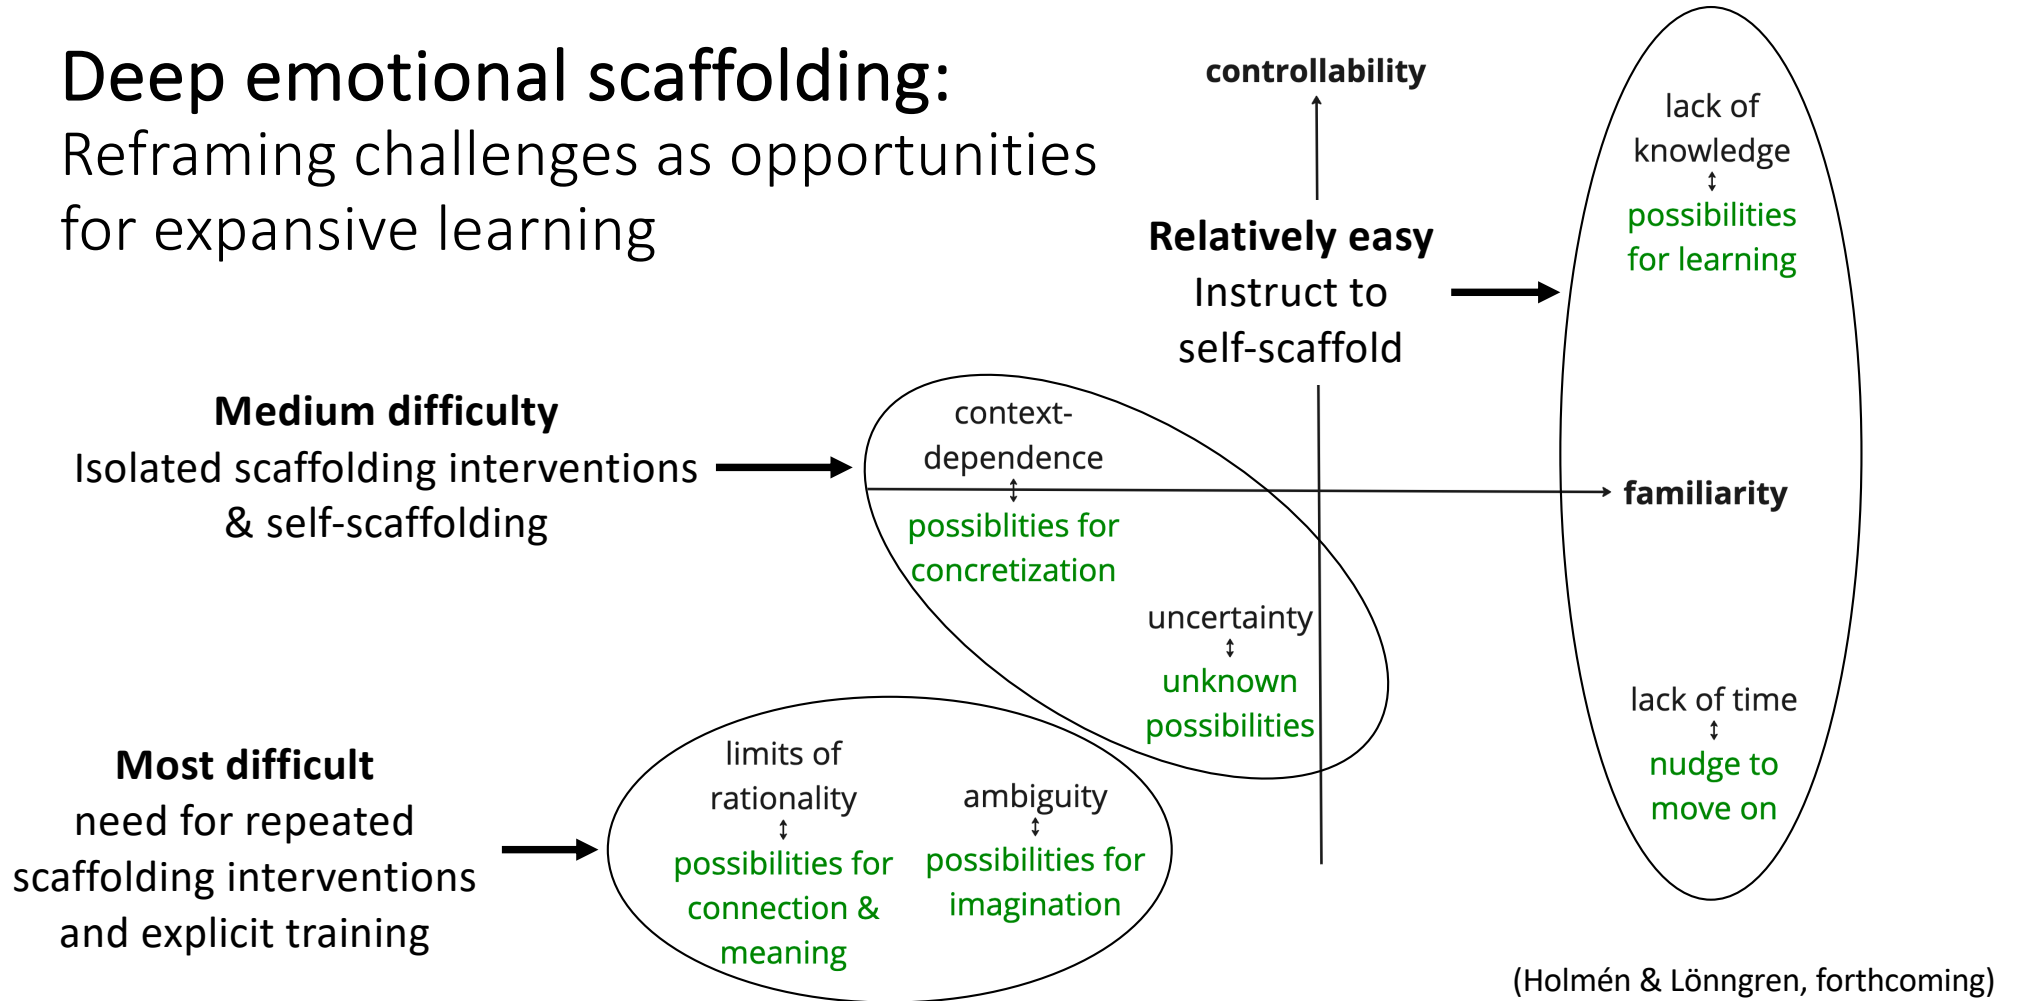 Deep emotional scaffolding:
Reframing challenges as opportunities
for expansive learning
controllability
Relatively easy
Instruct to
self-scaffold
lack of
knowledge
possibilities
for learning
Medium difficulty
Isolated scaffolding interventions
& self-scaffolding
context-
dependence
possiblities for
concretization
familiarity
uncertainty
unknown
possibilities
lack of time
nudge to
move on
Most difficult
need for repeated
scaffolding interventions
and explicit training
limits of
rationality
possibilities for
connection &
meaning
ambiguity
possibilities for
imagination
(Holmén & Lönngren, forthcoming)